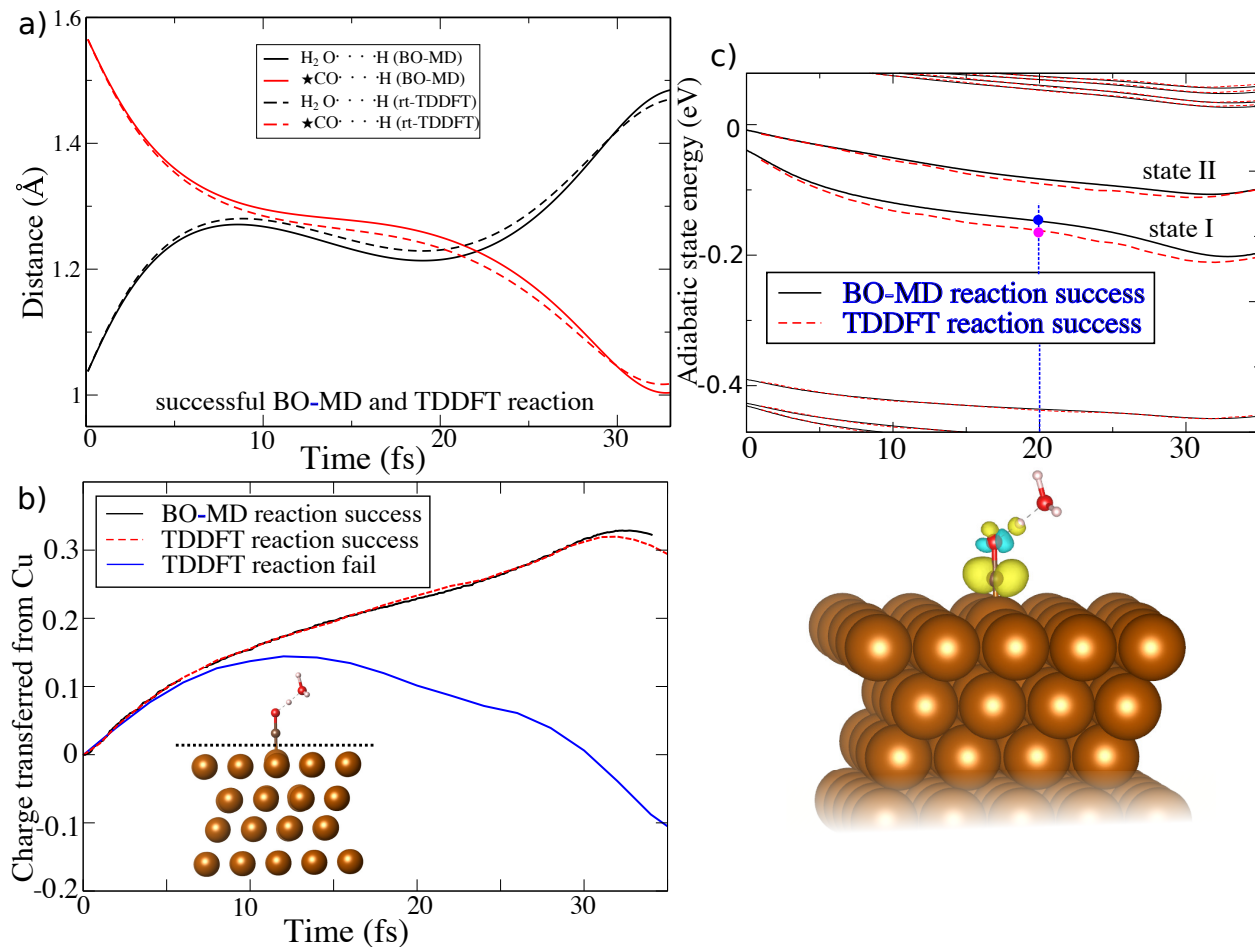 a)
1.6
1.4
1.2
1
Distance (Å)
H₂ O· · · ·H (BO-MD)
★CO· · · ·H (BO-MD)
H₂ O· · · ·H (rt-TDDFT)
★CO· · · ·H (rt-TDDFT)
successful BO-MD and TDDFT reaction
0 10 20 30
Time (fs)
b)
BO-MD reaction success
TDDFT reaction success
TDDFT reaction fail
0.3
0.2
0.1
0
-0.1
-0.2
Charge transferred from Cu
0 10 20 30
Time (fs)
c)
0
-0.2
-0.4
Adiabatic state energy (eV)
state II
state I
BO-MD reaction success
TDDFT reaction success
0 10 20 30